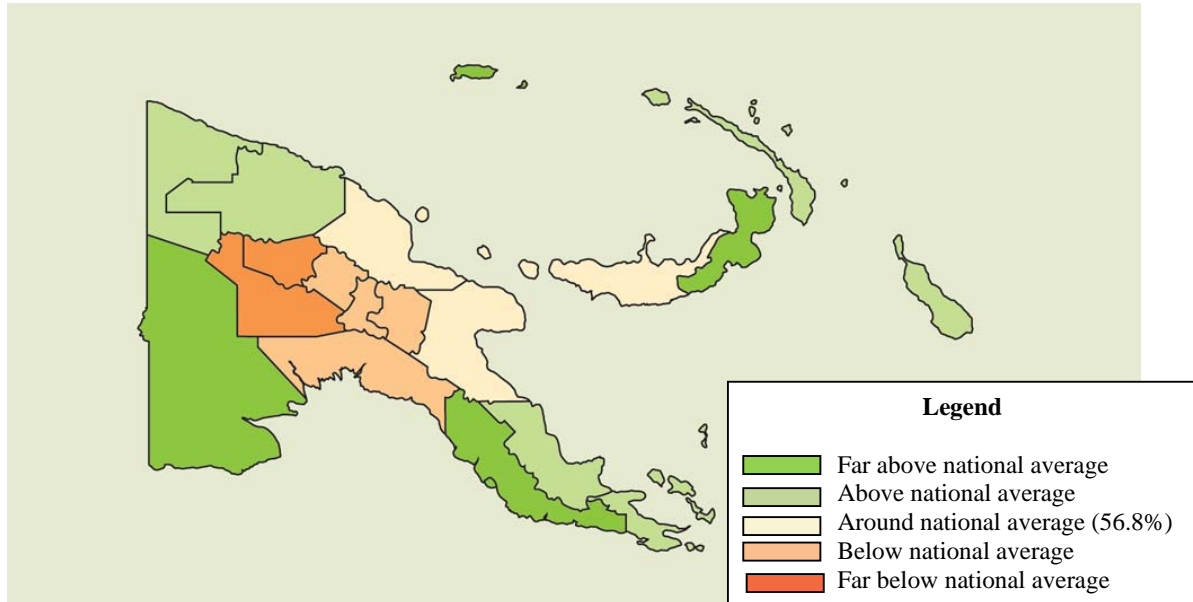 Legend
Far above national average
Above national average
Around national average (56.8%)
Below national average
Far below national average